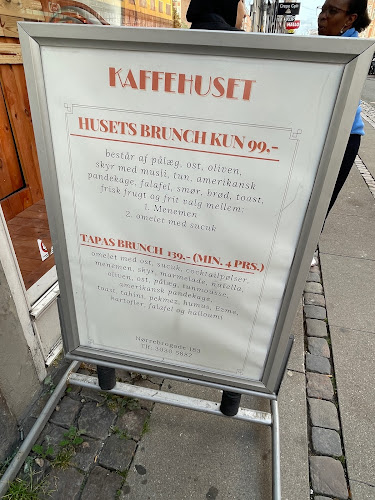 KAFFEHUSET
HUSETS BRUNCH KUN 99,-
består af pålæg, ost, oliven,
skyr med musli, tun, amerikansk
pandekage, falafel, smør, brød, toast,
frisk frugt og frit valg mellem:
1. Menemen
2. omelet med sucuk
TAPAS BRUNCH 139,- (MIN. 4 PRS.)
omelet med ost, sucuk, cocktailpølser,
menemen, skyr, marmelade, nutella,
oliven, ost, pålæg, tunmousse,
amerikansk pandekage,
toast, tahini, pekmez, humus, ezme,
kartofler, falafel og halloumi
Nørrebrogade 163